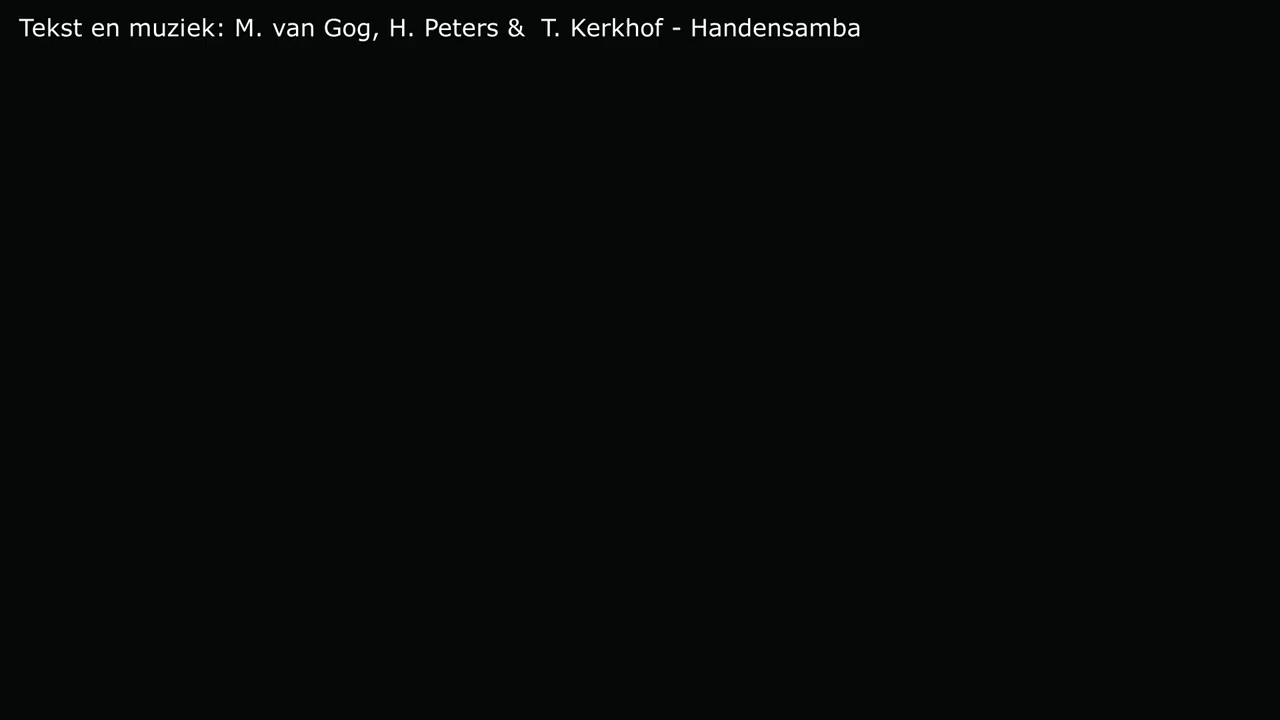 Tekst en muziek: M. van Gog, H. Peters &  T. Kerkhof - Handensamba